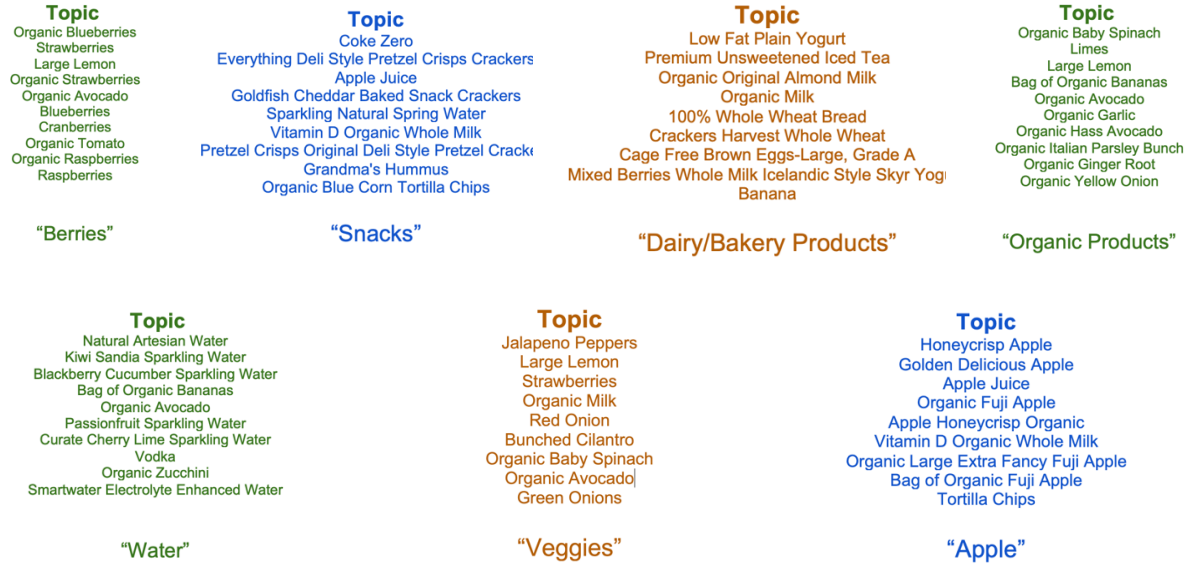 Topic
Organic Blueberries
Strawberries
Large Lemon
Organic Strawberries
Organic Avocado
Blueberries
Cranberries
Organic Tomato
Organic Raspberries
Raspberries
“Berries”
Topic
Coke Zero
Everything Deli Style Pretzel Crisps Crackers
Apple Juice
Goldfish Cheddar Baked Snack Crackers
Sparkling Natural Spring Water
Vitamin D Organic Whole Milk
Pretzel Crisps Original Deli Style Pretzel Cracke
Grandma's Hummus
Organic Blue Corn Tortilla Chips
“Snacks”
Topic
Low Fat Plain Yogurt
Premium Unsweetened Iced Tea
Organic Original Almond Milk
Organic Milk
100% Whole Wheat Bread
Crackers Harvest Whole Wheat
Cage Free Brown Eggs-Large, Grade A
Mixed Berries Whole Milk Icelandic Style Skyr Yog
Banana
“Dairy/Bakery Products”
Topic
Organic Baby Spinach
Limes
Large Lemon
Bag of Organic Bananas
Organic Avocado
Organic Garlic
Organic Hass Avocado
Organic Italian Parsley Bunch
Organic Ginger Root
Organic Yellow Onion
“Organic Products”
Topic
Natural Artesian Water
Kiwi Sandia Sparkling Water
Blackberry Cucumber Sparkling Water
Bag of Organic Bananas
Organic Avocado
Passionfruit Sparkling Water
Curate Cherry Lime Sparkling Water
Vodka
Organic Zucchini
Smartwater Electrolyte Enhanced Water
“Water”
Topic
Jalapeno Peppers
Large Lemon
Strawberries
Organic Milk
Red Onion
Bunched Cilantro
Organic Baby Spinach
Organic Avocado
Green Onions
“Veggies”
Topic
Honeycrisp Apple
Golden Delicious Apple
Apple Juice
Organic Fuji Apple
Apple Honeycrisp Organic
Vitamin D Organic Whole Milk
Organic Large Extra Fancy Fuji Apple
Bag of Organic Fuji Apple
Tortilla Chips
“Apple”